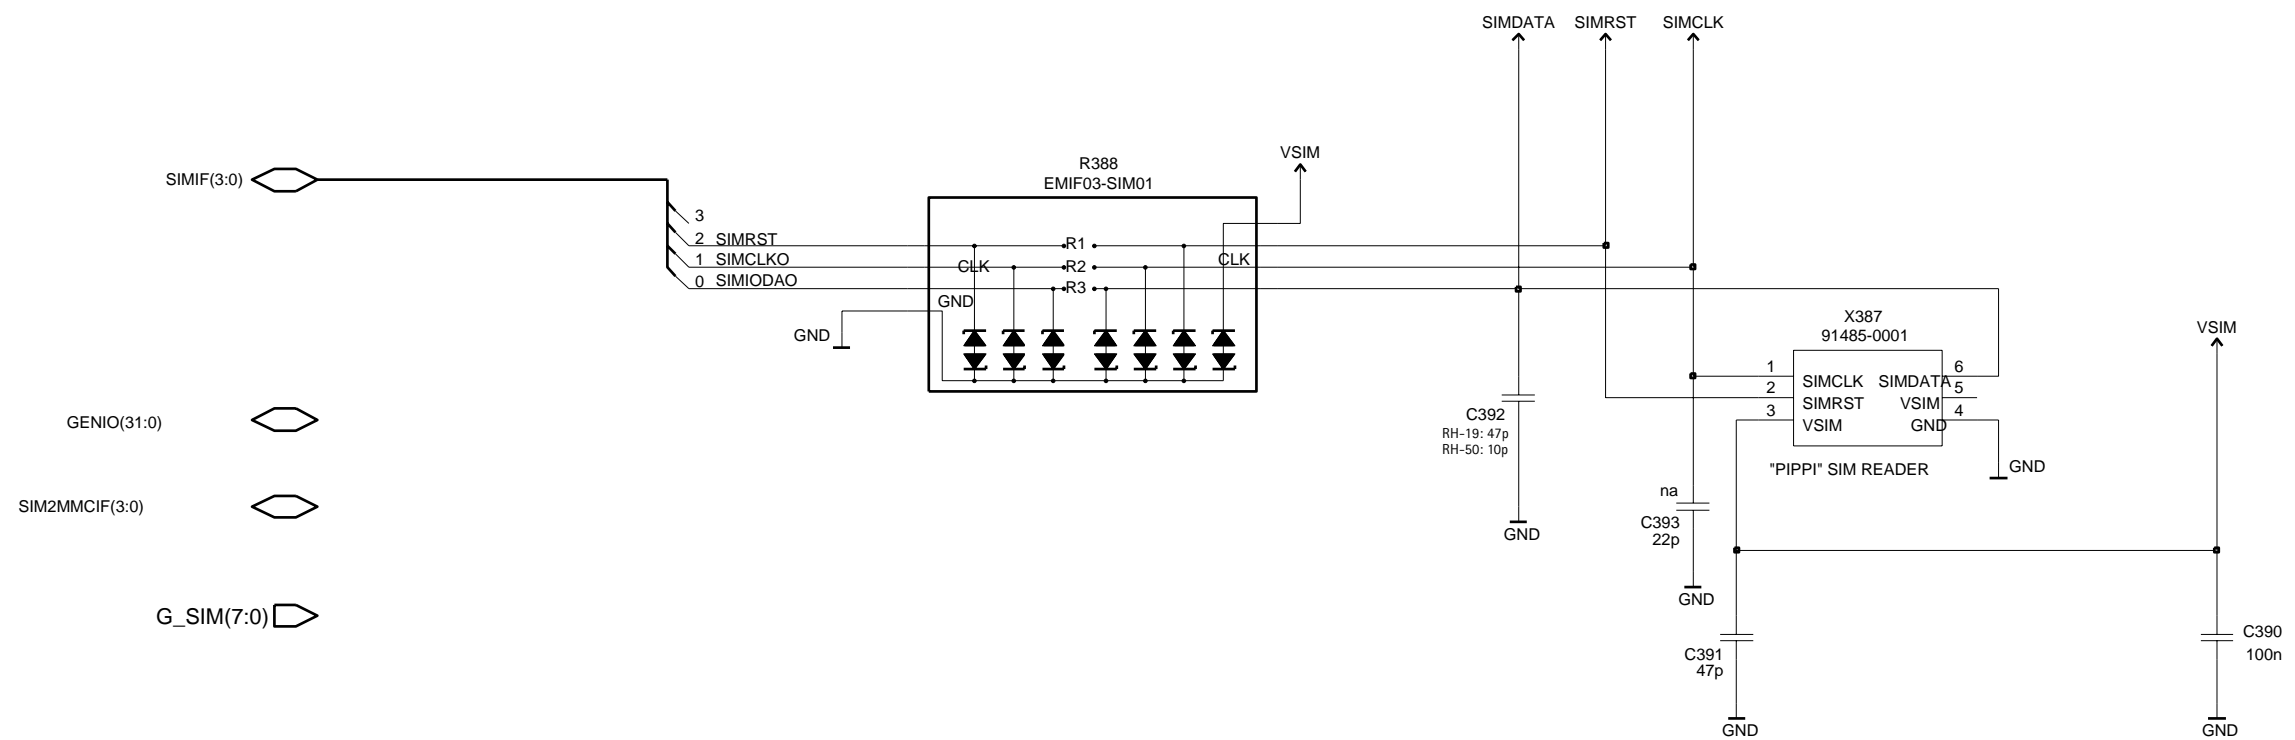 SIMDATA SIMRST SIMCLK
VSIM
R388
EMIF03-SIM01
SIMIF(3:0)
3
2 SIMRST
1 SIMCLKO
0 SIMIODAO
R1
CLK R2 CLK
R3
GND
GND
X387
91485-0001
VSIM
1 SIMCLK SIMDATA 6
2 SIMRST VSIM 5
3 VSIM GND 4
"PIPPI" SIM READER
GND
C392
RH-19: 47p
RH-50: 10p
GND
GENIO(31:0)
SIM2MMCIF(3:0)
na
C393
22p
GND
G_SIM(7:0)
C391
47p
GND
C390
100n
GND